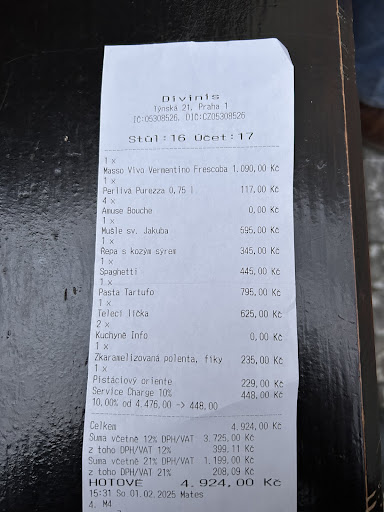 Divinis
Týnská 21, Praha 1
IČ:05308526, DIČ:CZ05308526
Stůl:16 Účet:17
1 x
Masso Vivo Vermentino Frescoba 1.090,00 Kč
1 x
Perlivá Purezza 0,75 l 117,00 Kč
4 x
Amuse Bouche 0,00 Kč
1 x
Mušle sv. Jakuba 595,00 Kč
1 x
Řepa s kozím sýrem 345,00 Kč
1 x
Spaghetti 445,00 Kč
1 x
Pasta Tartufo 795,00 Kč
1 x
Telecí líčka 625,00 Kč
2 x
Kuchyně Info 0,00 Kč
1 x
Zkaramelizovaná polenta, fíky 235,00 Kč
1 x
Pistáciový orient 229,00 Kč
Service Charge 10% 448,00 Kč
10,00% od 4.476,00 -> 448,00
Celkem 4.924,00 Kč
Suma včetně 12% DPH/VAT 3.725,00 Kč
z toho DPH/VAT 12% 399,11 Kč
Suma včetně 21% DPH/VAT 1.199,00 Kč
z toho DPH/VAT 21% 208,09 Kč
HOTOVĚ 4.924,00 Kč
15:31 So 01.02.2025 Mates
4. M4